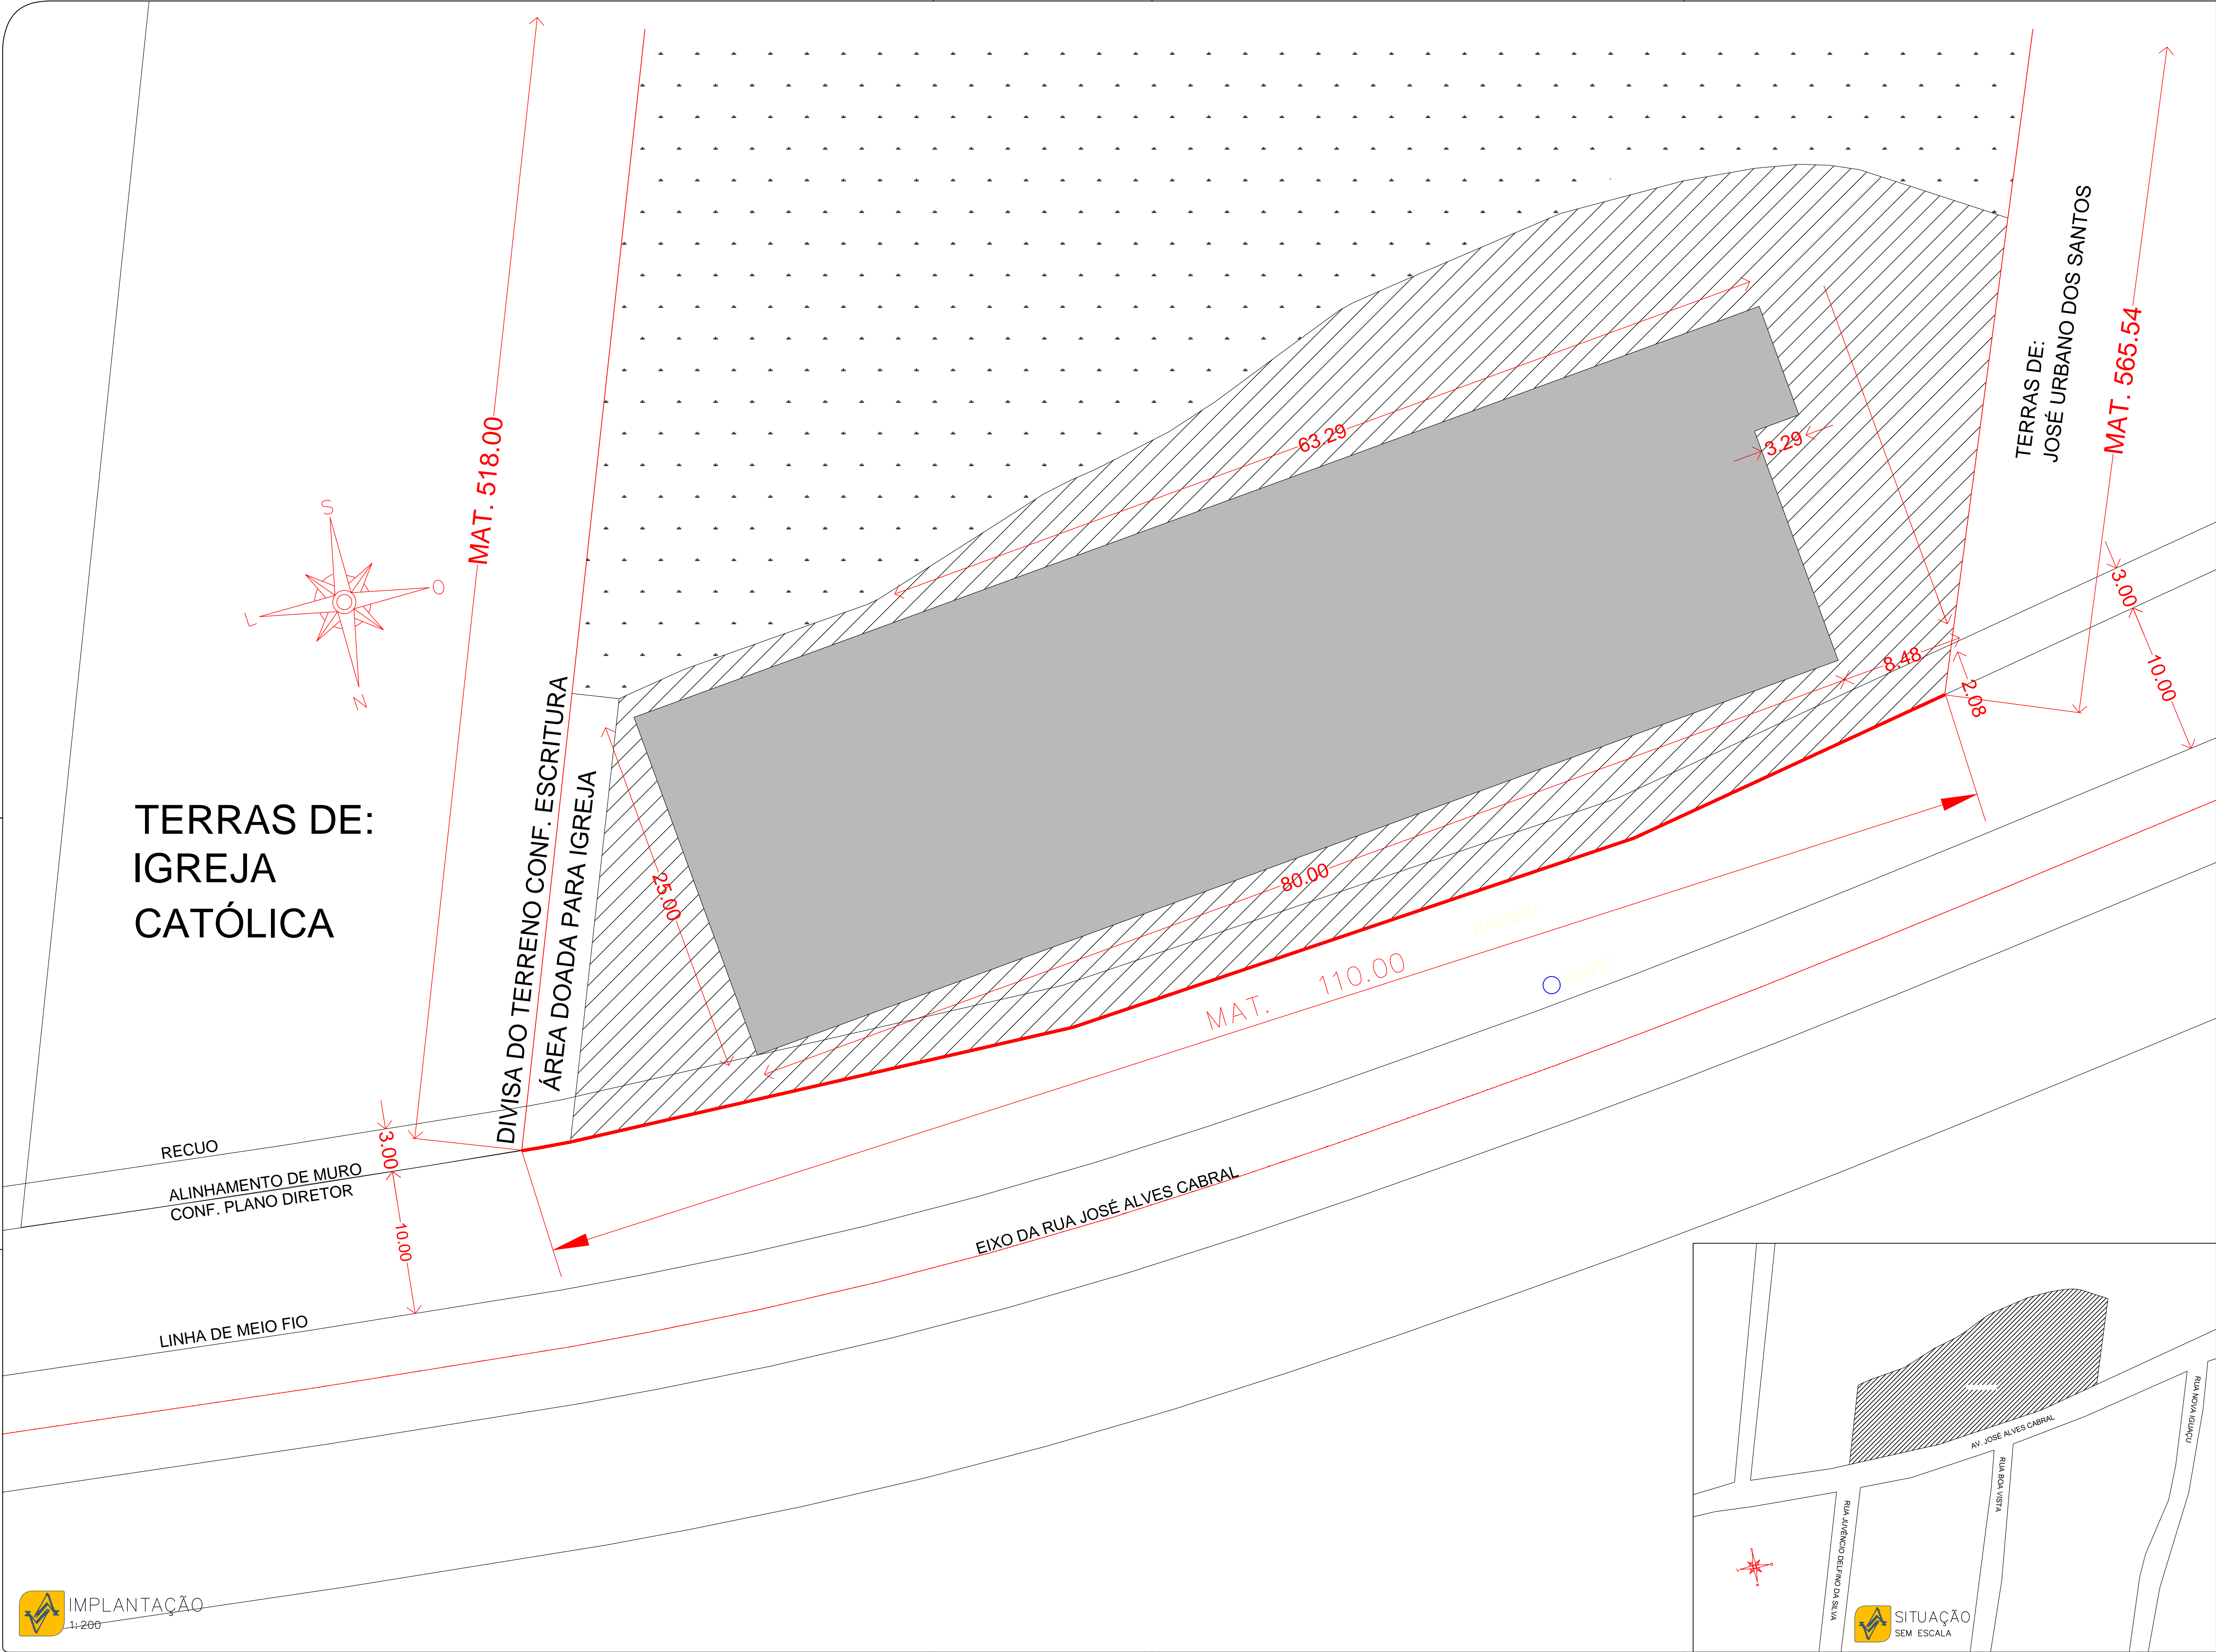 MAT. 518.00
S
O
L
N
TERRAS DE:
IGREJA
CATÓLICA
DIVISA DO TERRENO CONF. ESCRITURA
ÁREA DOADA PARA IGREJA
63.29
3.29
TERRAS DE:
JOSÉ URBANO DOS SANTOS
MAT. 565.54
3.00
10.00
8.48
2.08
25.00
80.00
PASSEIO
POSTE
MAT. 110.00
RECUO
3.00
ALINHAMENTO DE MURO
CONF. PLANO DIRETOR
10.00
LINHA DE MEIO FIO
EIXO DA RUA JOSÉ ALVES CABRAL
IMPLANTAÇÃO
1:200
AV. JOSÉ ALVES CABRAL
RUA NOVA IGUAÇU
RUA BOA VISTA
RUA JUVÊNCIO DELFINO DA SILVA
SITUAÇÃO
SEM ESCALA